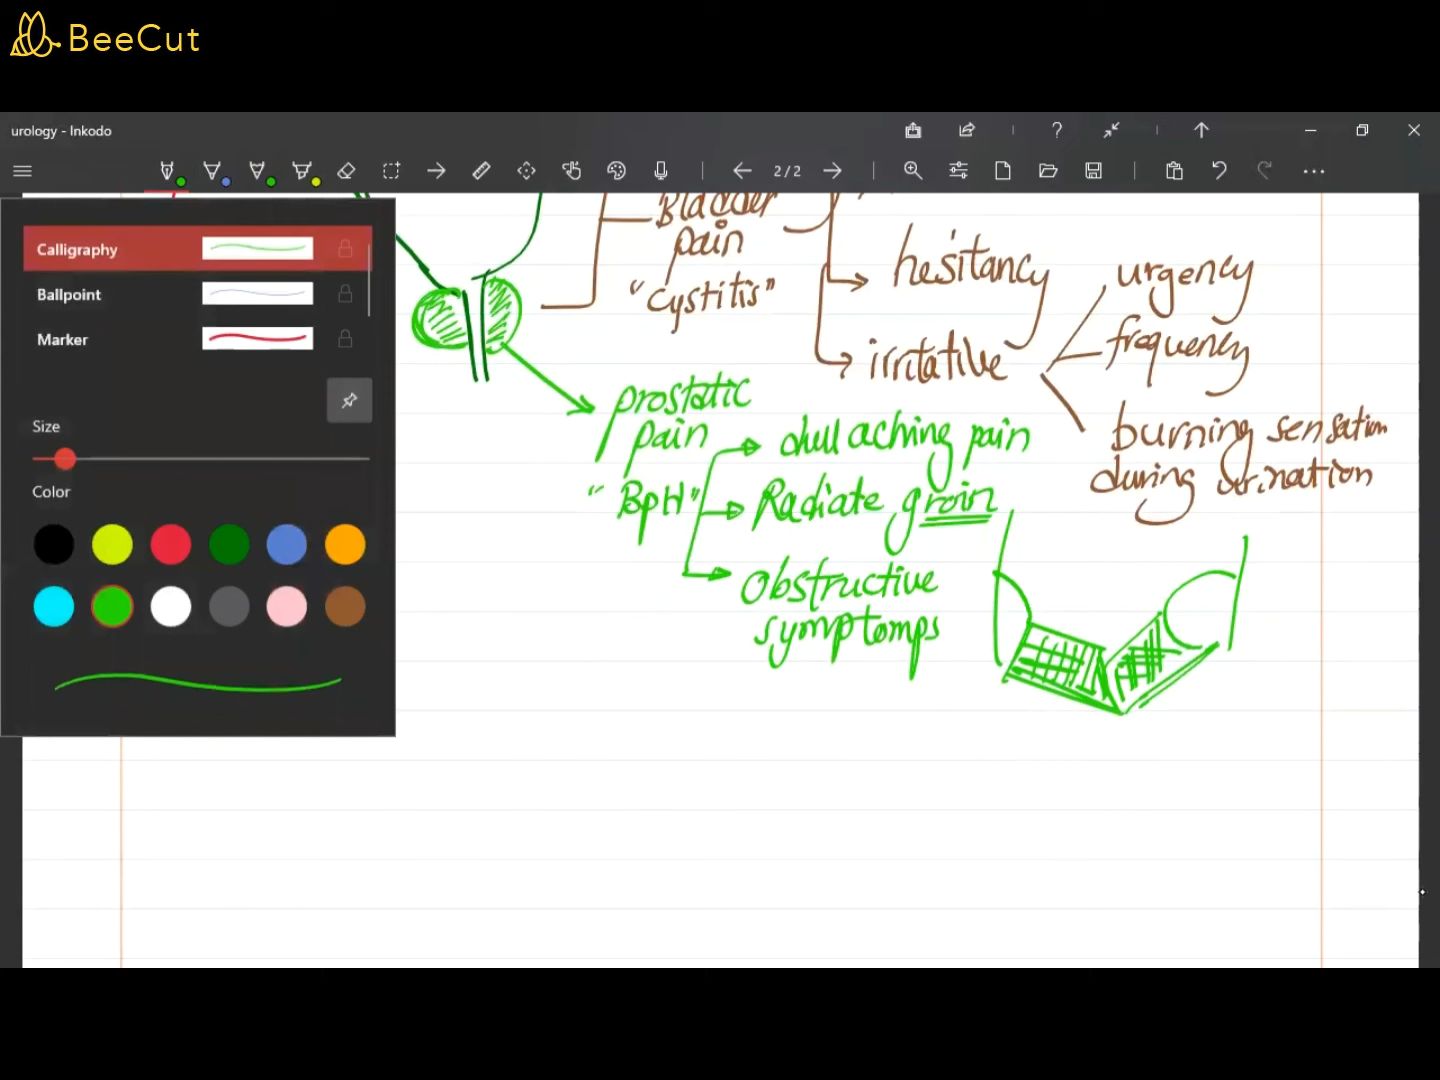 BeeCut
urology - Inkodo
2/2
Calligraphy
Ballpoint
Marker
Size
Color
Bladder
pain
"cystitis"
hesitancy
irritative
urgency
frequency
burning sensation
during urination
prostatic
pain
"BpH"
dull aching pain
Radiate groin
obstructive
symptomps